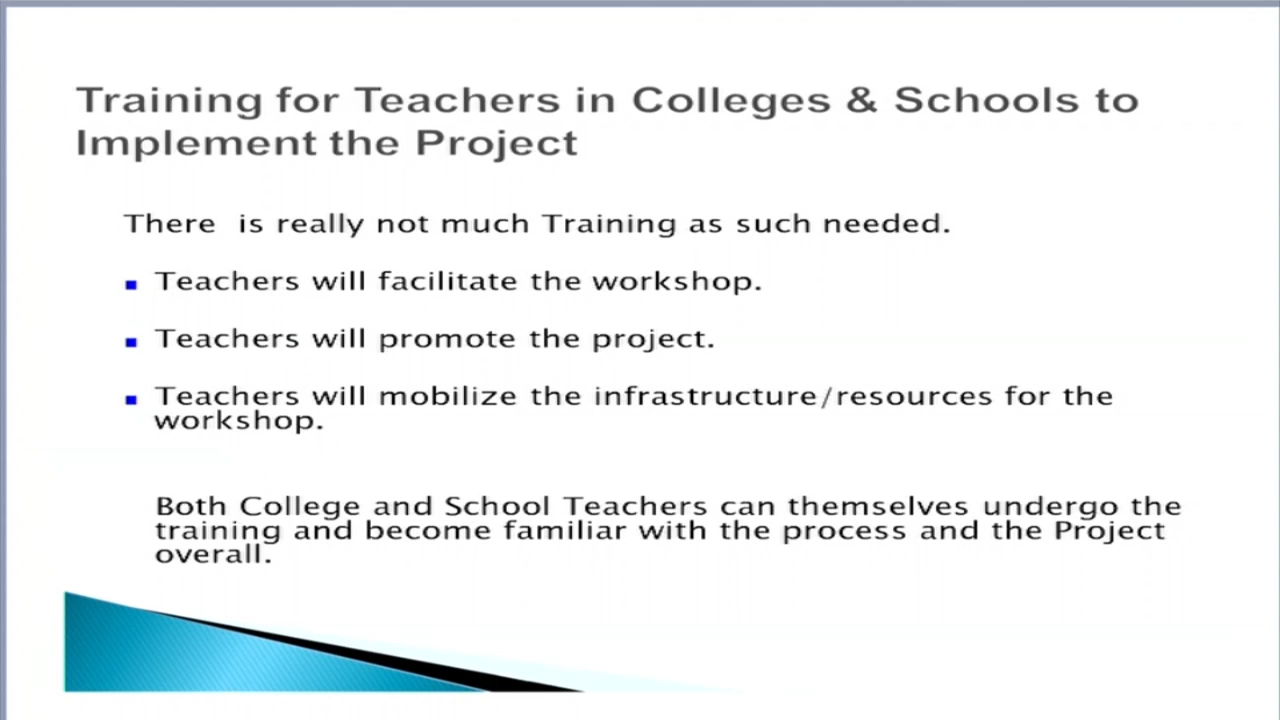 Training for Teachers in Colleges & Schools to
Implement the Project
There is really not much Training as such needed.
Teachers will facilitate the workshop.
Teachers will promote the project.
Teachers will mobilize the infrastructure/resources for the
workshop.
Both College and School Teachers can themselves undergo the
training and become familiar with the process and the Project
overall.